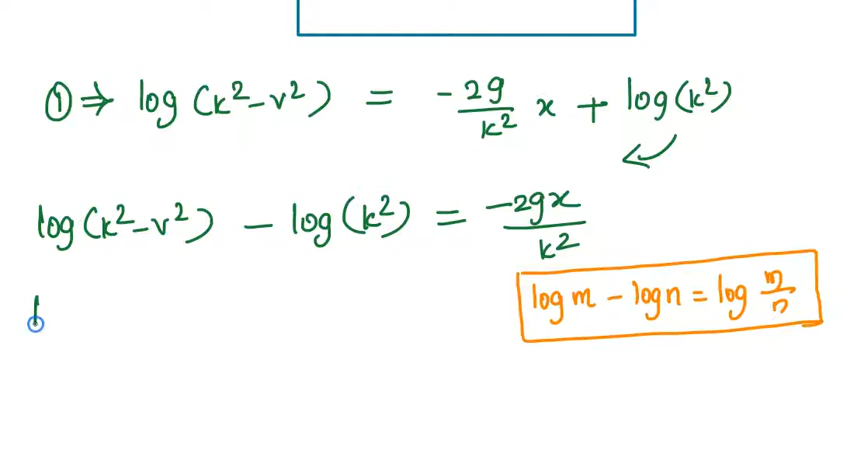 ① ⇒ log(k²-v²) = -2g/k² x + log(k²)
log(k²-v²) - log(k²) = -2gx/k²
log m - log n = log m/n
l